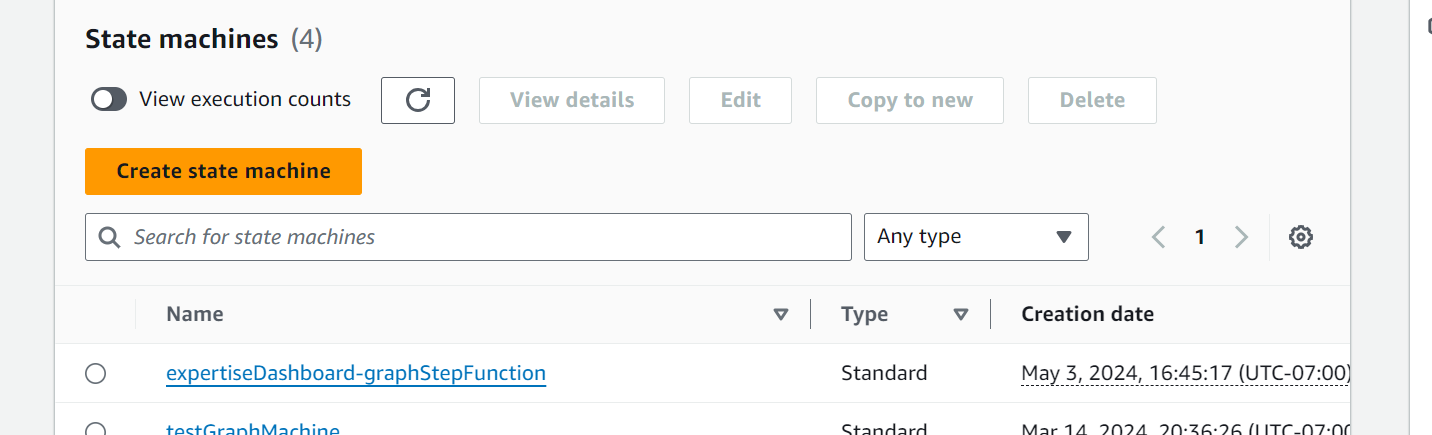 State machines (4)
View execution counts View details Edit Copy to new Delete
Create state machine
Search for state machines Any type 1
Name Type Creation date
expertiseDashboard-graphStepFunction Standard May 3, 2024, 16:45:17 (UTC-07:00)
testGraphMachine Standard Mar 14, 2024, 20:36:26 (UTC-07:00